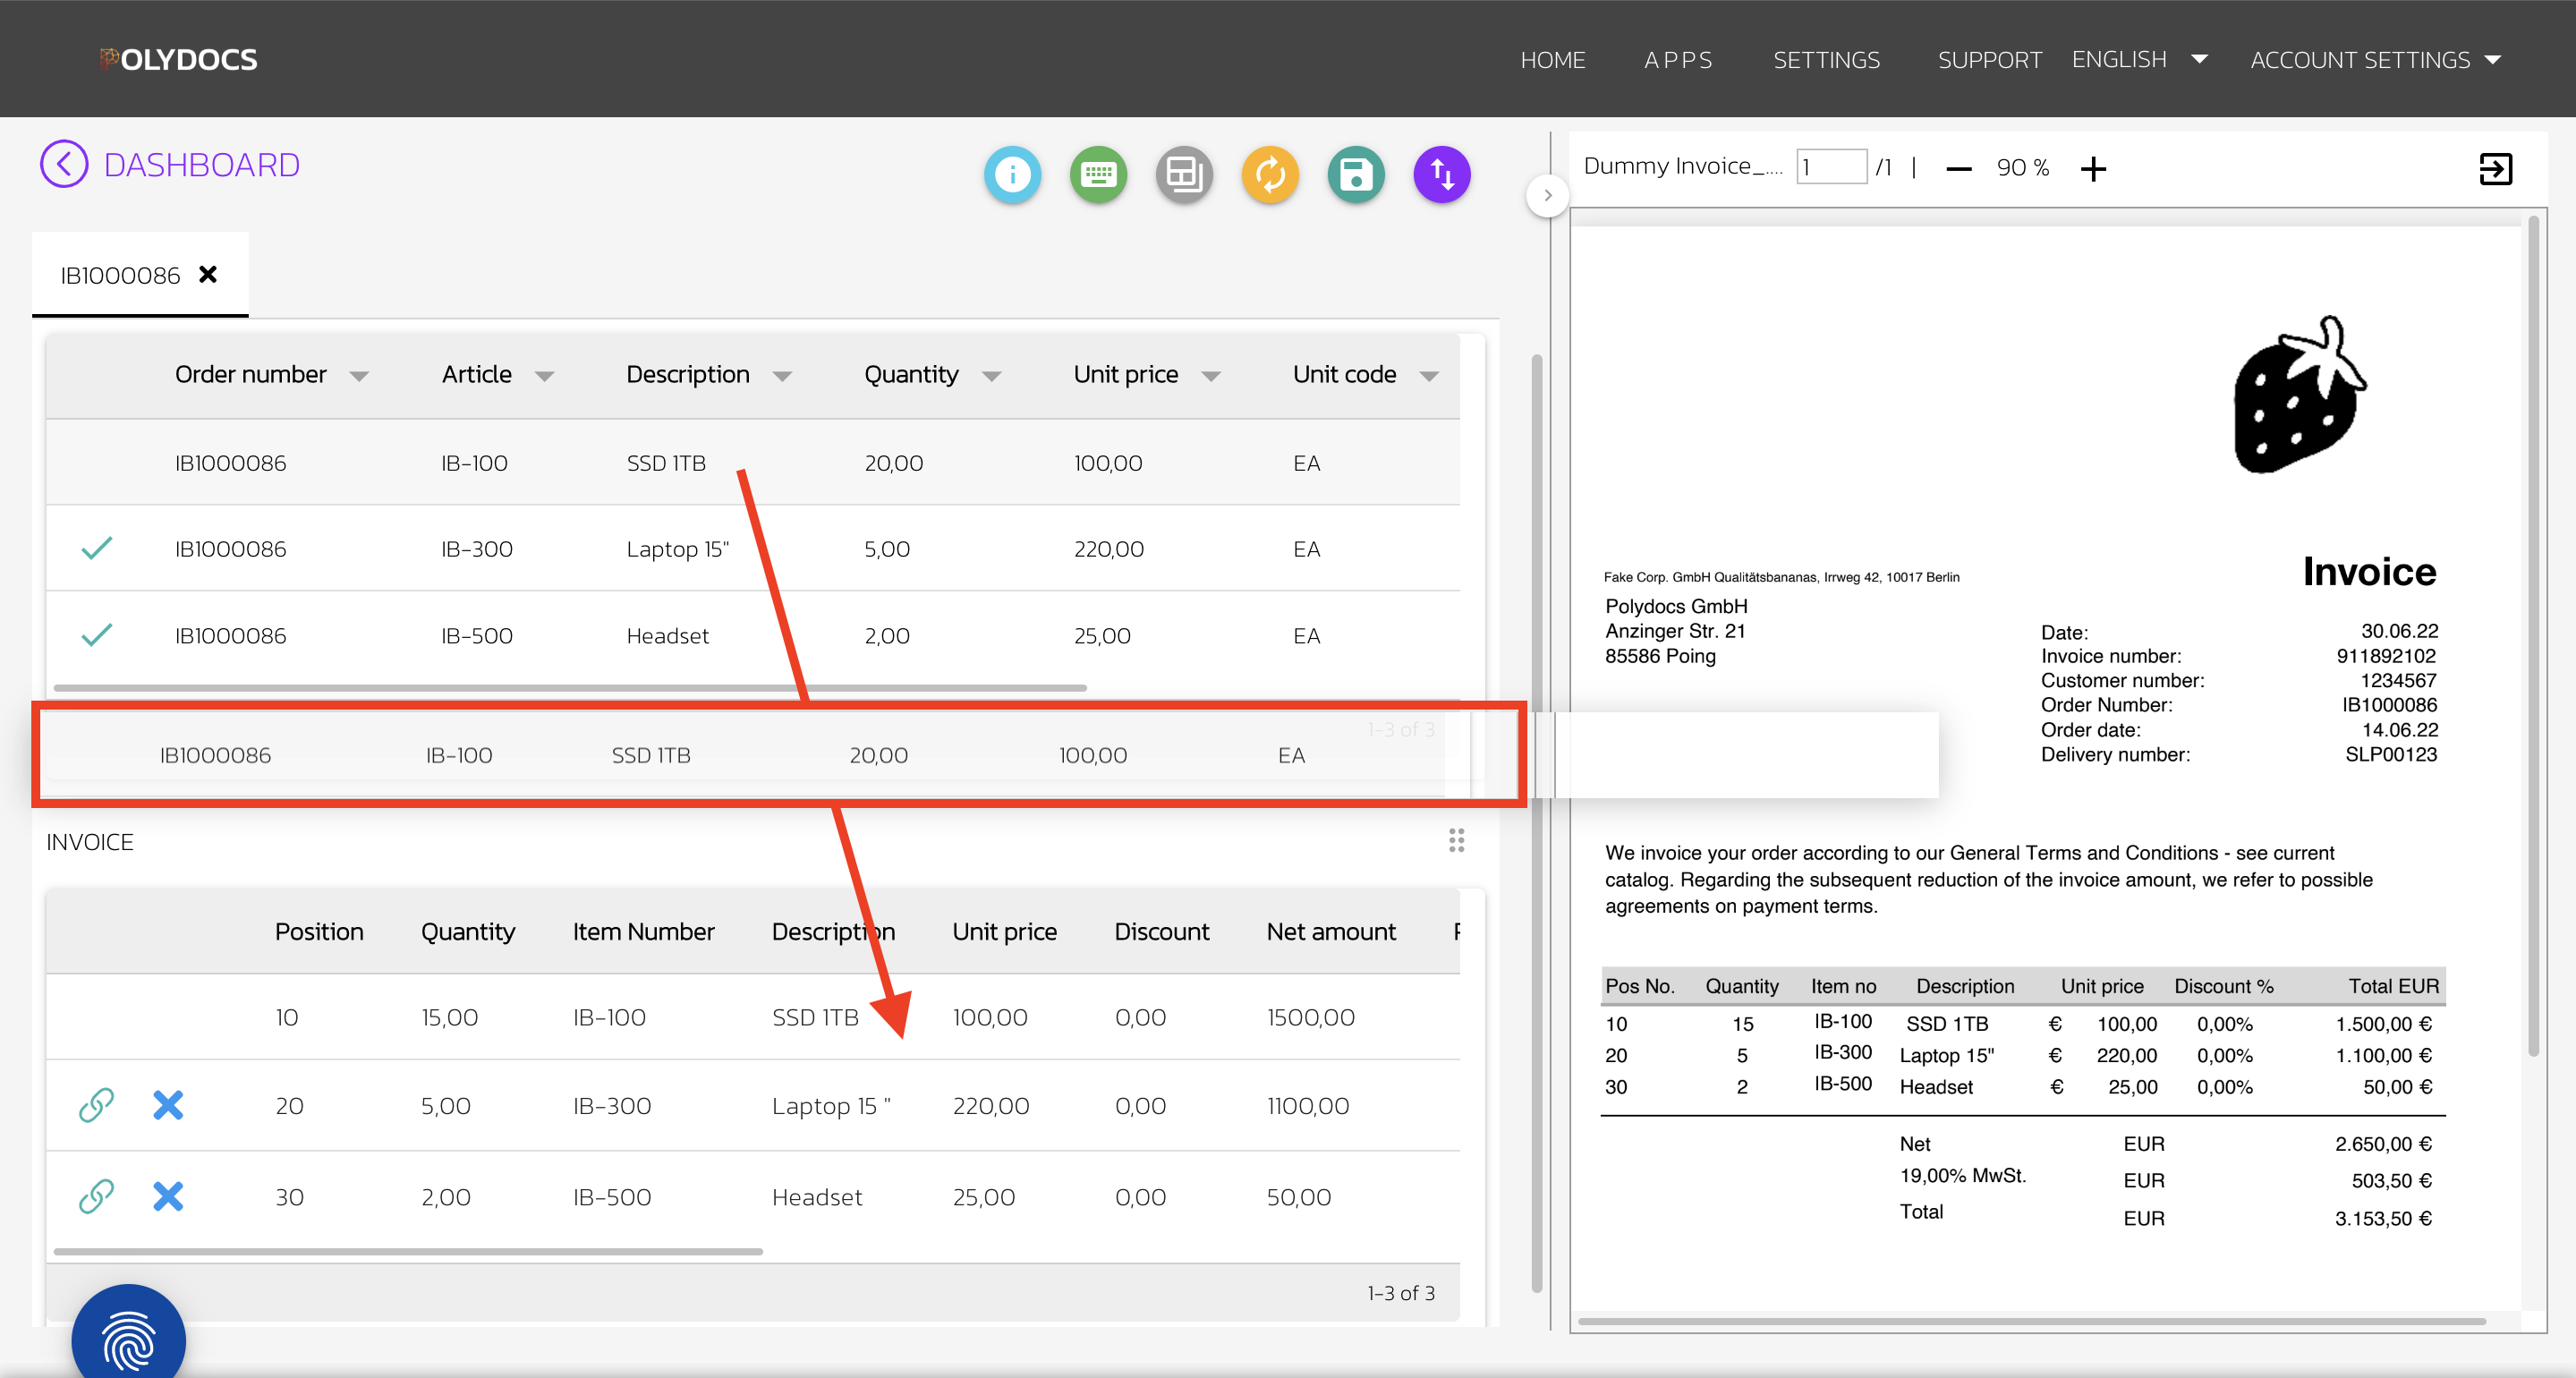 POLYDOCS
HOME APPS SETTINGS SUPPORT ENGLISH ACCOUNT SETTINGS
DASHBOARD
IB1000086
Order number Article Description Quantity Unit price Unit code
IB1000086 IB-100 SSD 1TB 20,00 100,00 EA
IB1000086 IB-300 Laptop 15" 5,00 220,00 EA
IB1000086 IB-500 Headset 2,00 25,00 EA
1-3 of 3
IB1000086 IB-100 SSD 1TB 20,00 100,00 EA
INVOICE
Position Quantity Item Number Description Unit price Discount Net amount
10 15,00 IB-100 SSD 1TB 100,00 0,00 1500,00
20 5,00 IB-300 Laptop 15 " 220,00 0,00 1100,00
30 2,00 IB-500 Headset 25,00 0,00 50,00
1-3 of 3
Dummy Invoice_.... 1 /1 | 90 %
Invoice
Fake Corp. GmbH Qualitätsbananas, Irrweg 42, 10017 Berlin
Polydocs GmbH
Anzinger Str. 21
85586 Poing
Date: 30.06.22
Invoice number: 911892102
Customer number: 1234567
Order Number: IB1000086
Order date: 14.06.22
Delivery number: SLP00123
We invoice your order according to our General Terms and Conditions - see current
catalog. Regarding the subsequent reduction of the invoice amount, we refer to possible
agreements on payment terms.
Pos No. Quantity Item no Description Unit price Discount % Total EUR
10 15 IB-100 SSD 1TB € 100,00 0,00% 1.500,00 €
20 5 IB-300 Laptop 15" € 220,00 0,00% 1.100,00 €
30 2 IB-500 Headset € 25,00 0,00% 50,00 €
Net EUR 2.650,00 €
19,00% MwSt. EUR 503,50 €
Total EUR 3.153,50 €